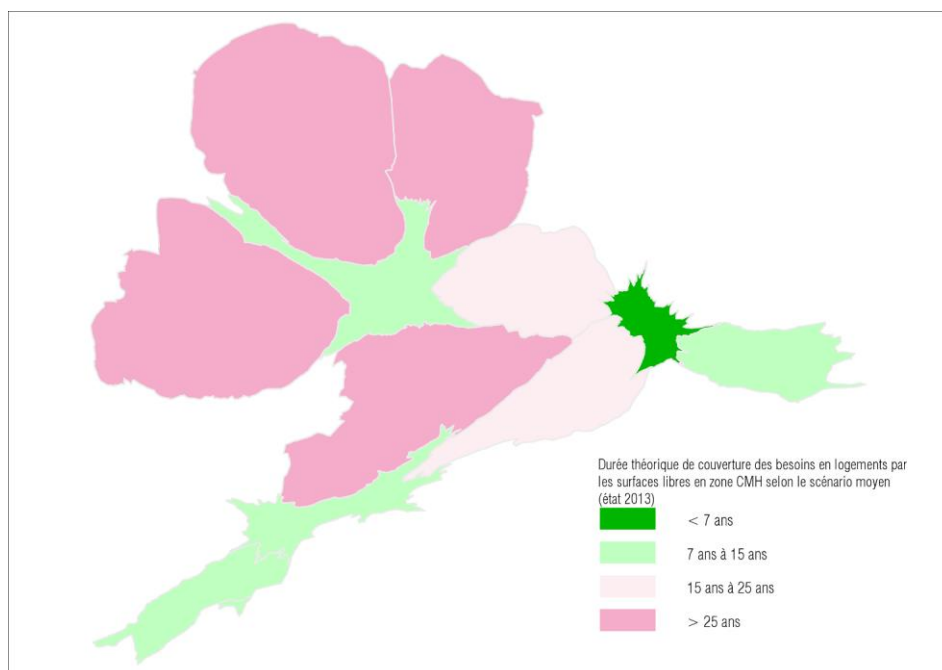 Durée théorique de couverture des besoins en logements par
les surfaces libres en zone CMH selon le scénario moyen
(état 2013)
< 7 ans
7 ans à 15 ans
15 ans à 25 ans
> 25 ans